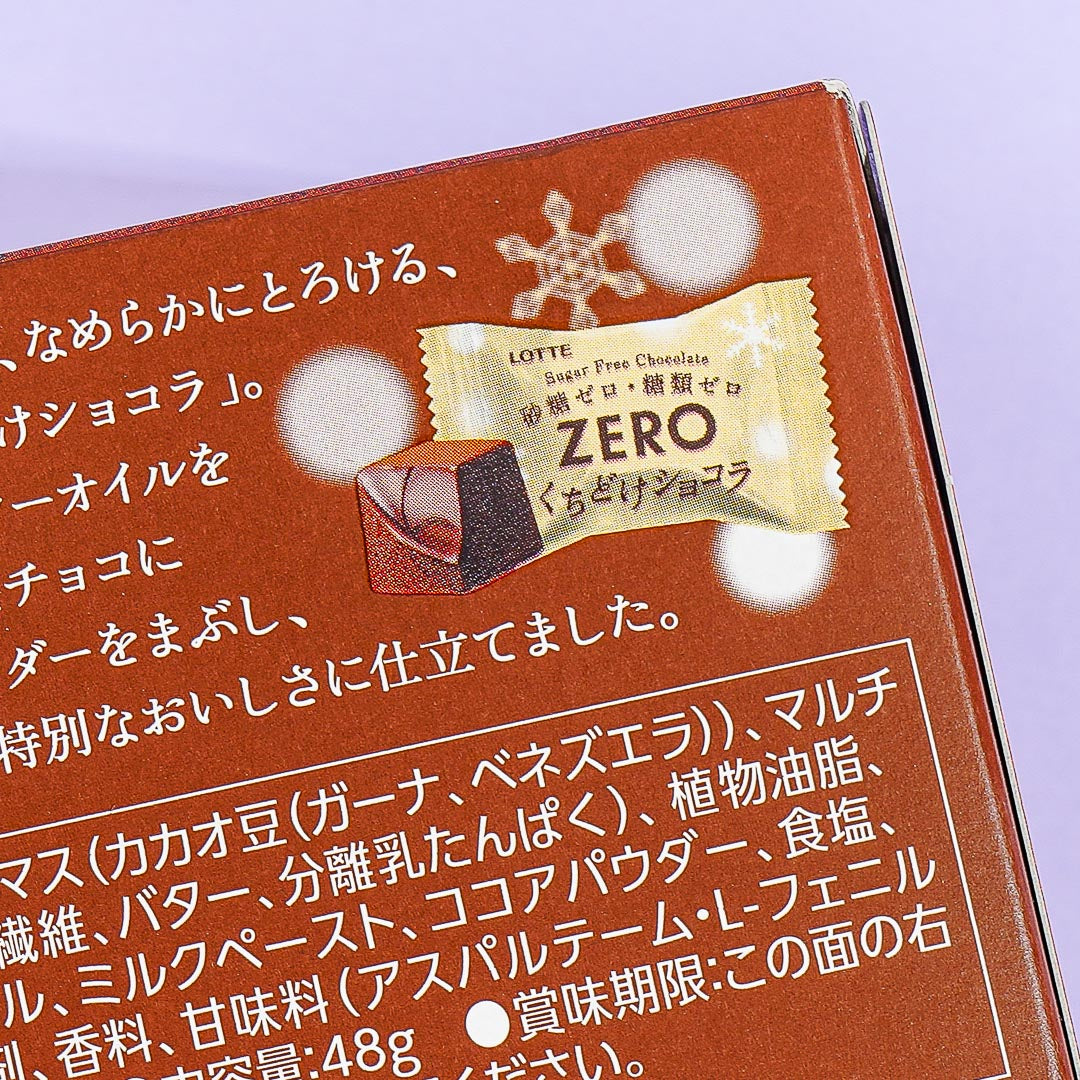 、なめらかにとろける、
けショコラ」。
ーオイルを
チョコに
ダーをまぶし、
特別なおいしさに仕立てました。
LOTTE
Sugar Free Chocolate
砂糖ゼロ・糖類ゼロ
ZERO
くちどけショコラ
マス(カカオ豆(ガーナ、ベネズエラ))、マルチ
繊維、バター、分離乳たんぱく)、植物油脂、
ル、ミルクペースト、ココアパウダー、食塩、
剤、香料、甘味料(アスパルテーム・L-フェニル
内容量:48g ●賞味期限:この面の右
ください。